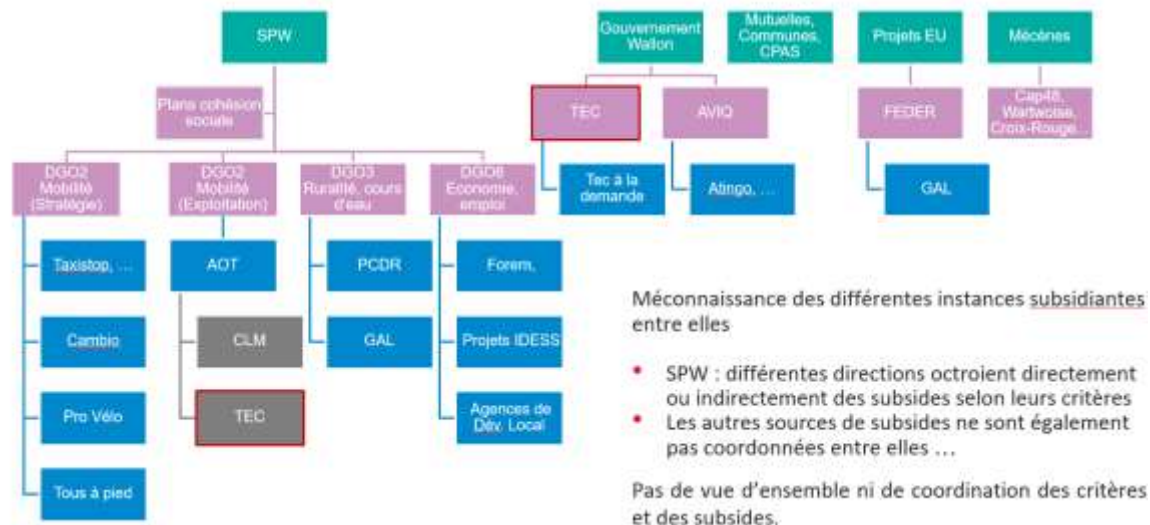 SPW
Gouvernement
Wallon
Mutuelles,
Communes,
CPAS
Projets EU
Mécènes
Plans cohésion
sociale
TEC
AVIQ
FEDER
Cap48,
Wartwoise,
Croix-Rouge...
DGO2
Mobilité
(Stratégie)
DGO2
Mobilité
(Exploitation)
DGO3
Ruralité, cours
d'eau
DGO6
Economie,
emploi
Tec à la
demande
Atingo, ...
GAL
Taxistop, ...
AOT
PCDR
Forem,
Cambio
CLM
GAL
Projets IDESS
Pro Vélo
TEC
Agences de
Dév. Local
Tous à pied
Méconnaissance des différentes instances subsidiantes
entre elles
• SPW : différentes directions octroient directement
ou indirectement des subsides selon leurs critères
• Les autres sources de subsides ne sont également
pas coordonnées entre elles ...
Pas de vue d'ensemble ni de coordination des critères
et des subsides.